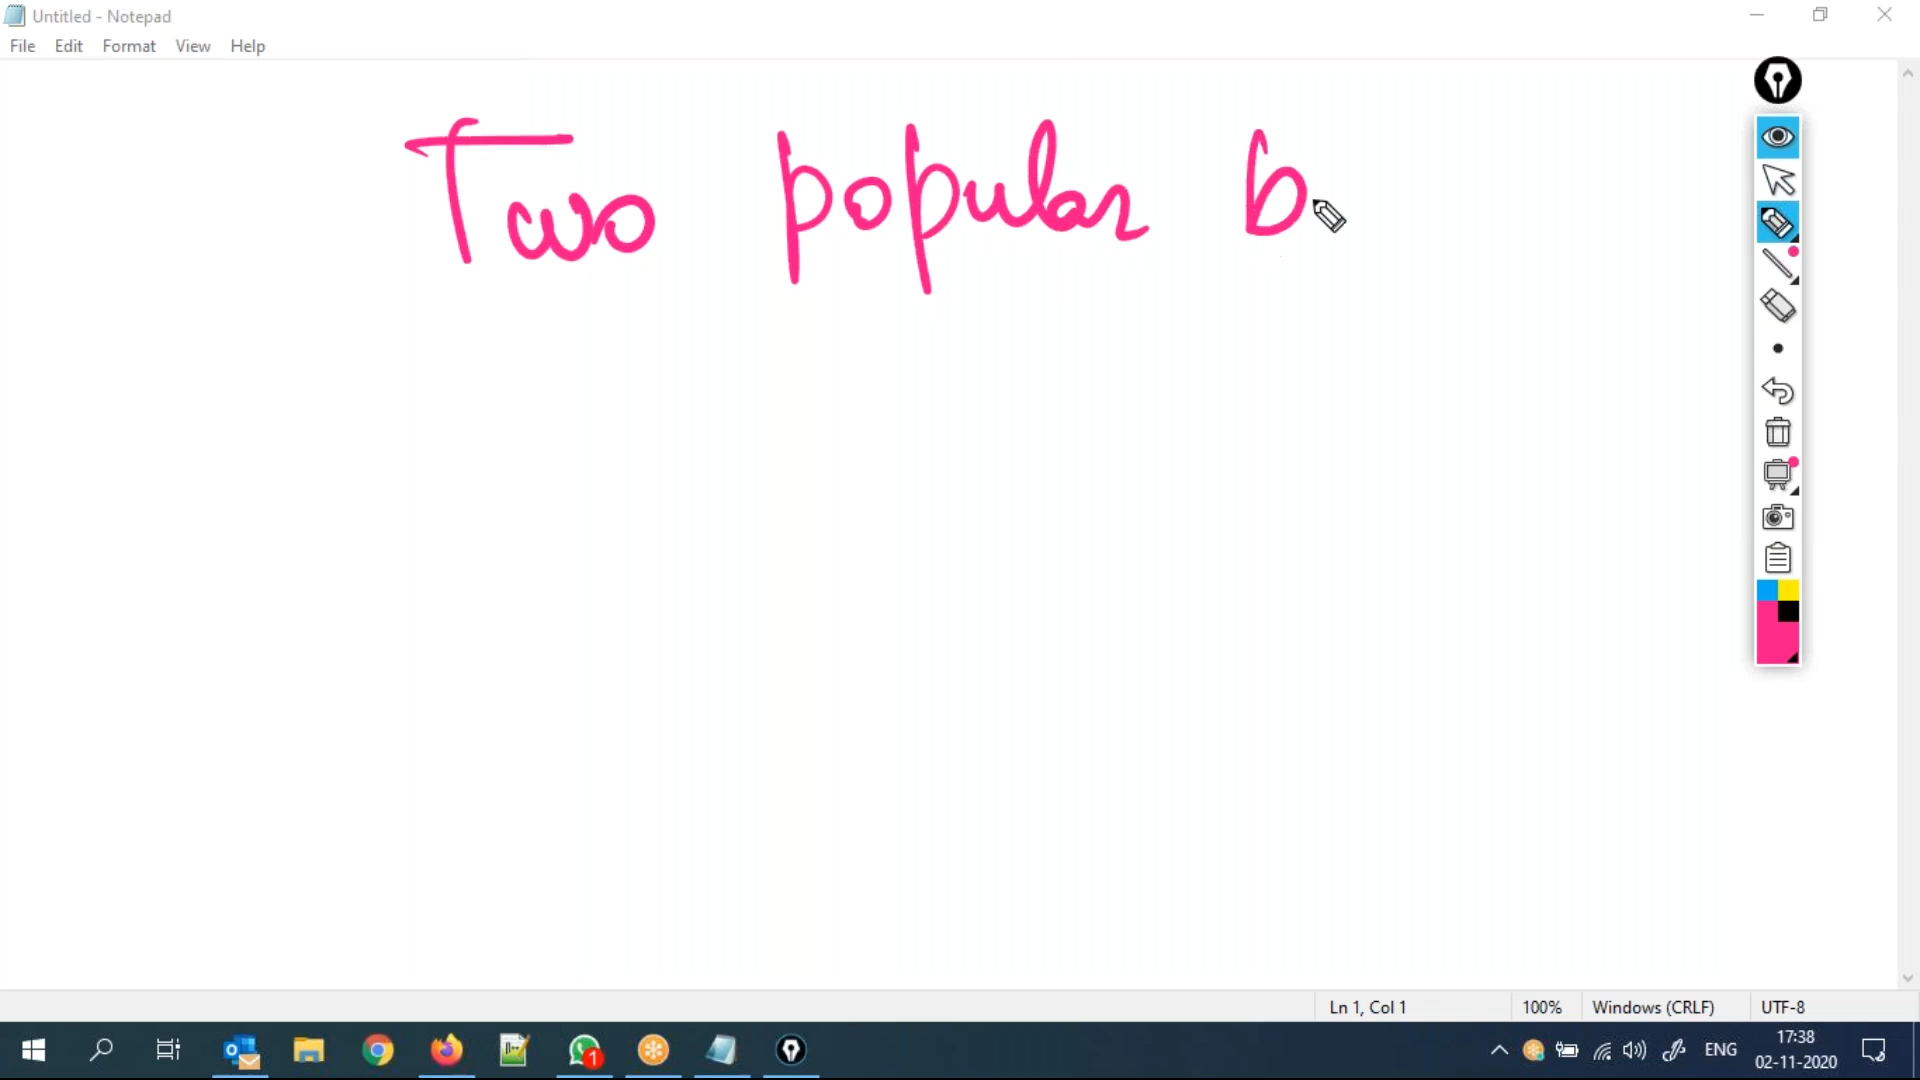 Untitled - Notepad
File Edit Format View Help
Two popular b
Ln 1, Col 1 100% Windows (CRLF) UTF-8
1
ENG
17:38
02-11-2020